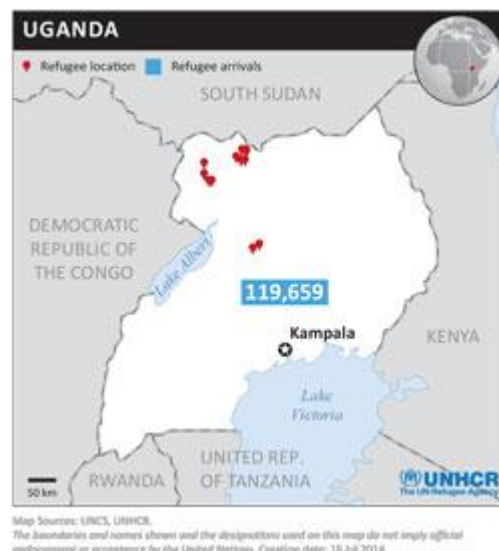 UGANDA
Refugee location
Refugee arrivals
SOUTH SUDAN
DEMOCRATIC
REPUBLIC OF
THE CONGO
Lake Albert
119,659
Kampala
KENYA
Lake
Victoria
UNITED REP.
OF TANZANIA
RWANDA
50 km
UNHCR
The UN Refugee Agency
Map Sources: UNCS, UNHCR.
The boundaries and names shown and the designations used on this map do not imply official
endorsement or acceptance by the United Nations. Creation date: Jul 2014